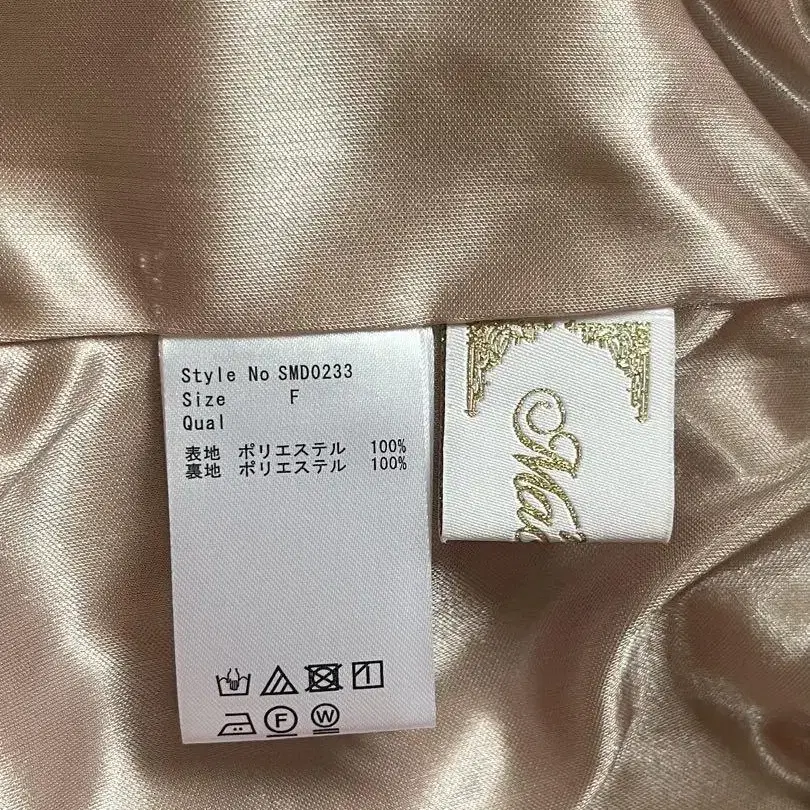 Style No SMD0233
Size F
Qual
表地 ポリエステル 100%
裏地 ポリエステル 100%
F
W